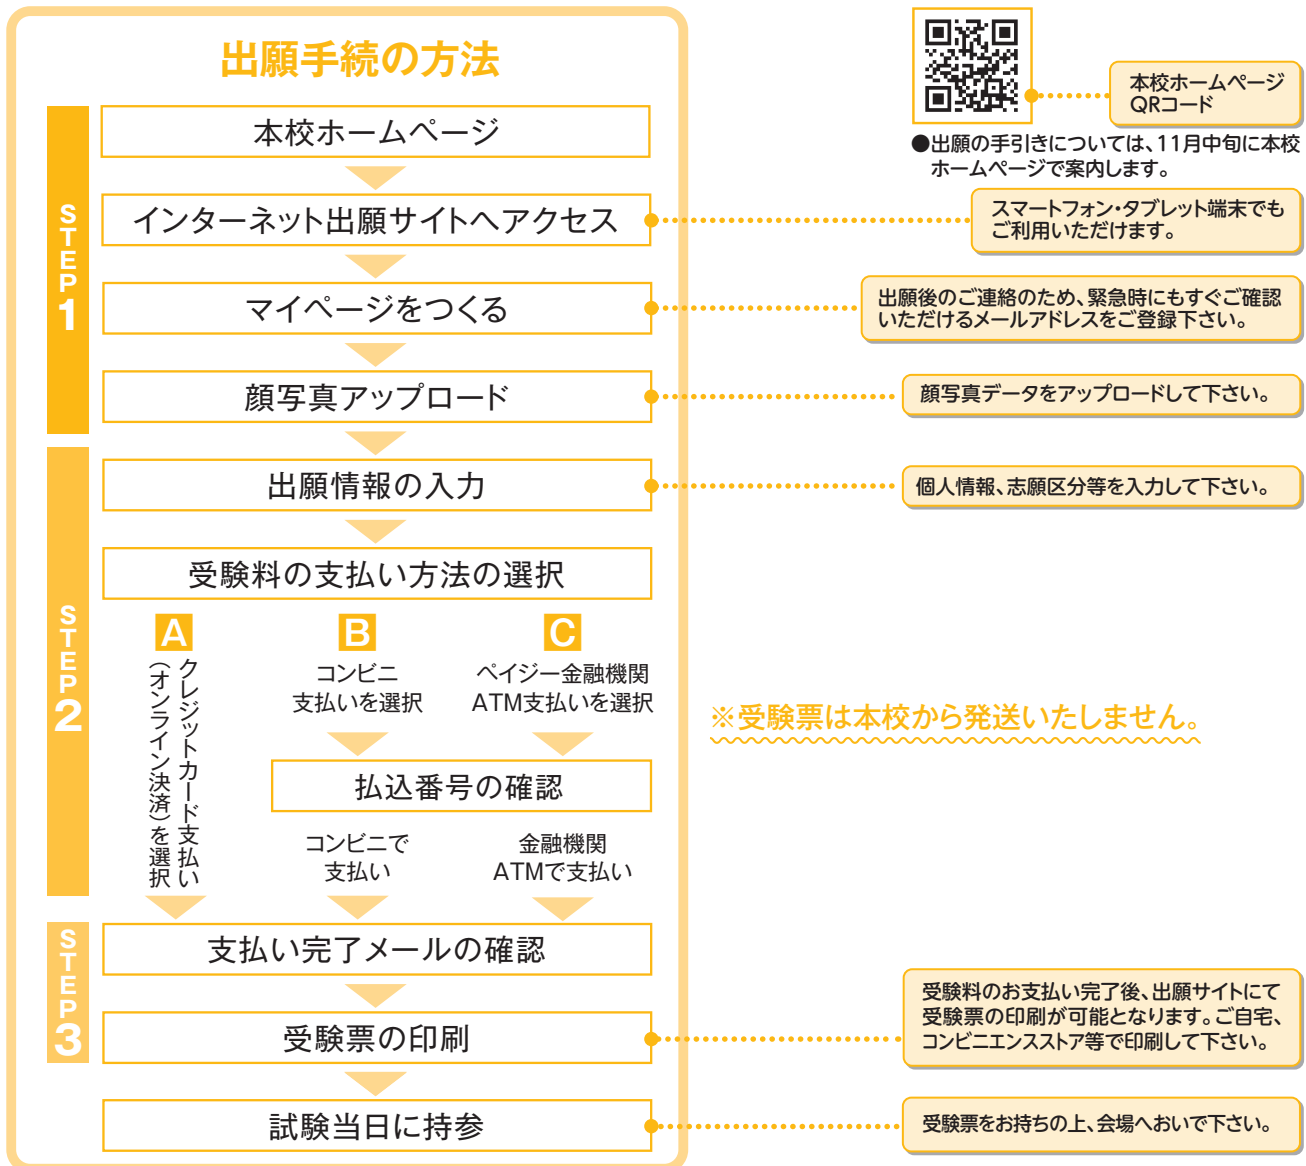 出願手続の方法
本校ホームページ
QRコード
●出願の手引きについては、11月中旬に本校
ホームページで案内します。
STEP1
本校ホームページ
インターネット出願サイトへアクセス
スマートフォン・タブレット端末でも
ご利用いただけます。
マイページをつくる
出願後のご連絡のため、緊急時にもすぐご確認
いただけるメールアドレスをご登録下さい。
顔写真アップロード
顔写真データをアップロードして下さい。
STEP2
出願情報の入力
個人情報、志願区分等を入力して下さい。
受験料の支払い方法の選択
A
クレジットカード支払い
（オンライン決済）を選択
B
コンビニ
支払いを選択
C
ペイジー金融機関
ATM支払いを選択
払込番号の確認
コンビニで
支払い
金融機関
ATMで支払い
※受験票は本校から発送いたしません。
STEP3
支払い完了メールの確認
受験票の印刷
受験料のお支払い完了後、出願サイトにて
受験票の印刷が可能となります。ご自宅、
コンビニエンスストア等で印刷して下さい。
試験当日に持参
受験票をお持ちの上、会場へおいで下さい。